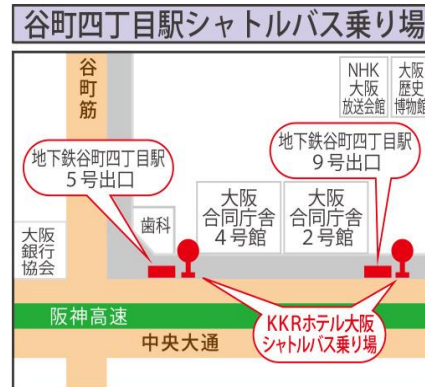 谷町四丁目駅シャトルバス乗り場
谷町筋
NHK
大阪
放送会館
大阪
歴史
博物館
地下鉄谷町四丁目駅
5号出口
地下鉄谷町四丁目駅
9号出口
大阪
銀行
協会
歯科
大阪
合同庁舎
4号館
大阪
合同庁舎
2号館
阪神高速
中央大通
KKRホテル大阪
シャトルバス乗り場